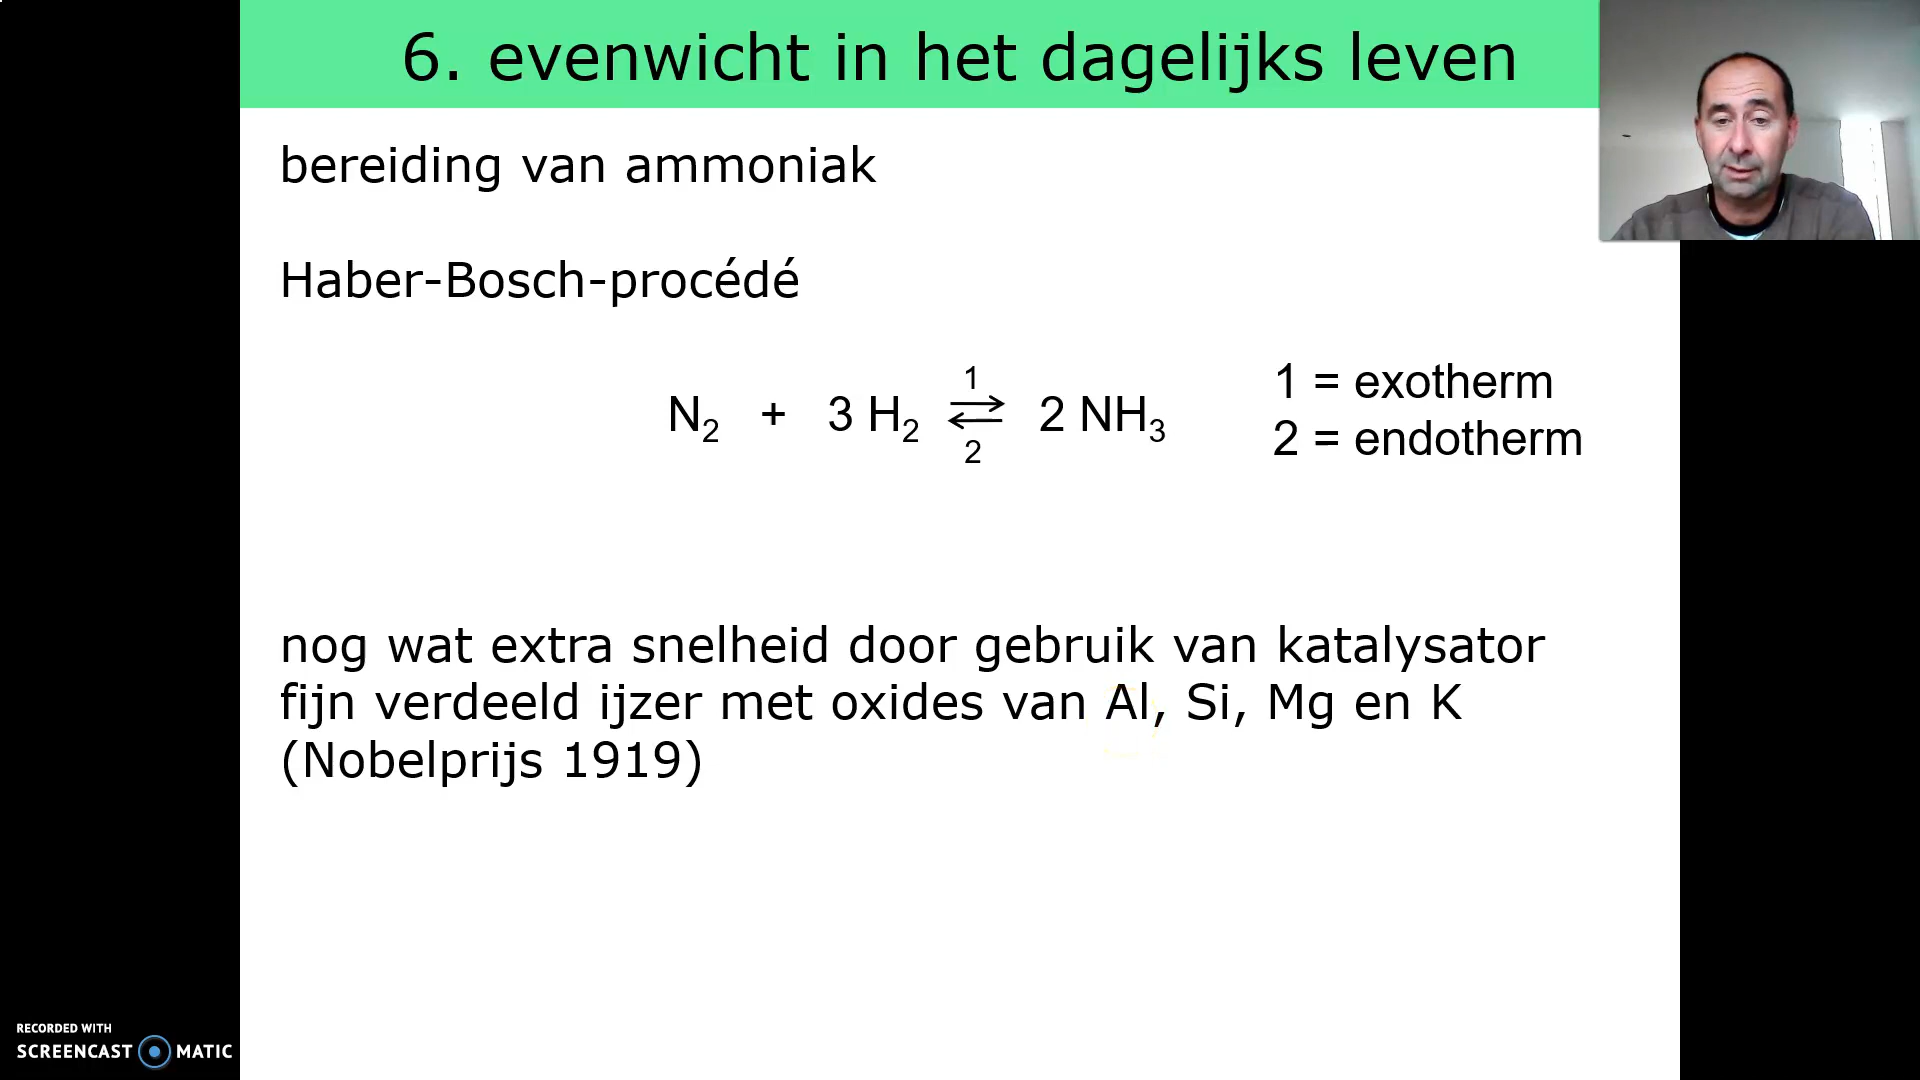 6. evenwicht in het dagelijks leven
bereiding van ammoniak
Haber-Bosch-procédé
N₂ + 3 H₂ ⇌ 2 NH₃
1
2
1 = exotherm
2 = endotherm
nog wat extra snelheid door gebruik van katalysator
fijn verdeeld ijzer met oxides van Al, Si, Mg en K
(Nobelprijs 1919)
RECORDED WITH
SCREENCAST MATIC